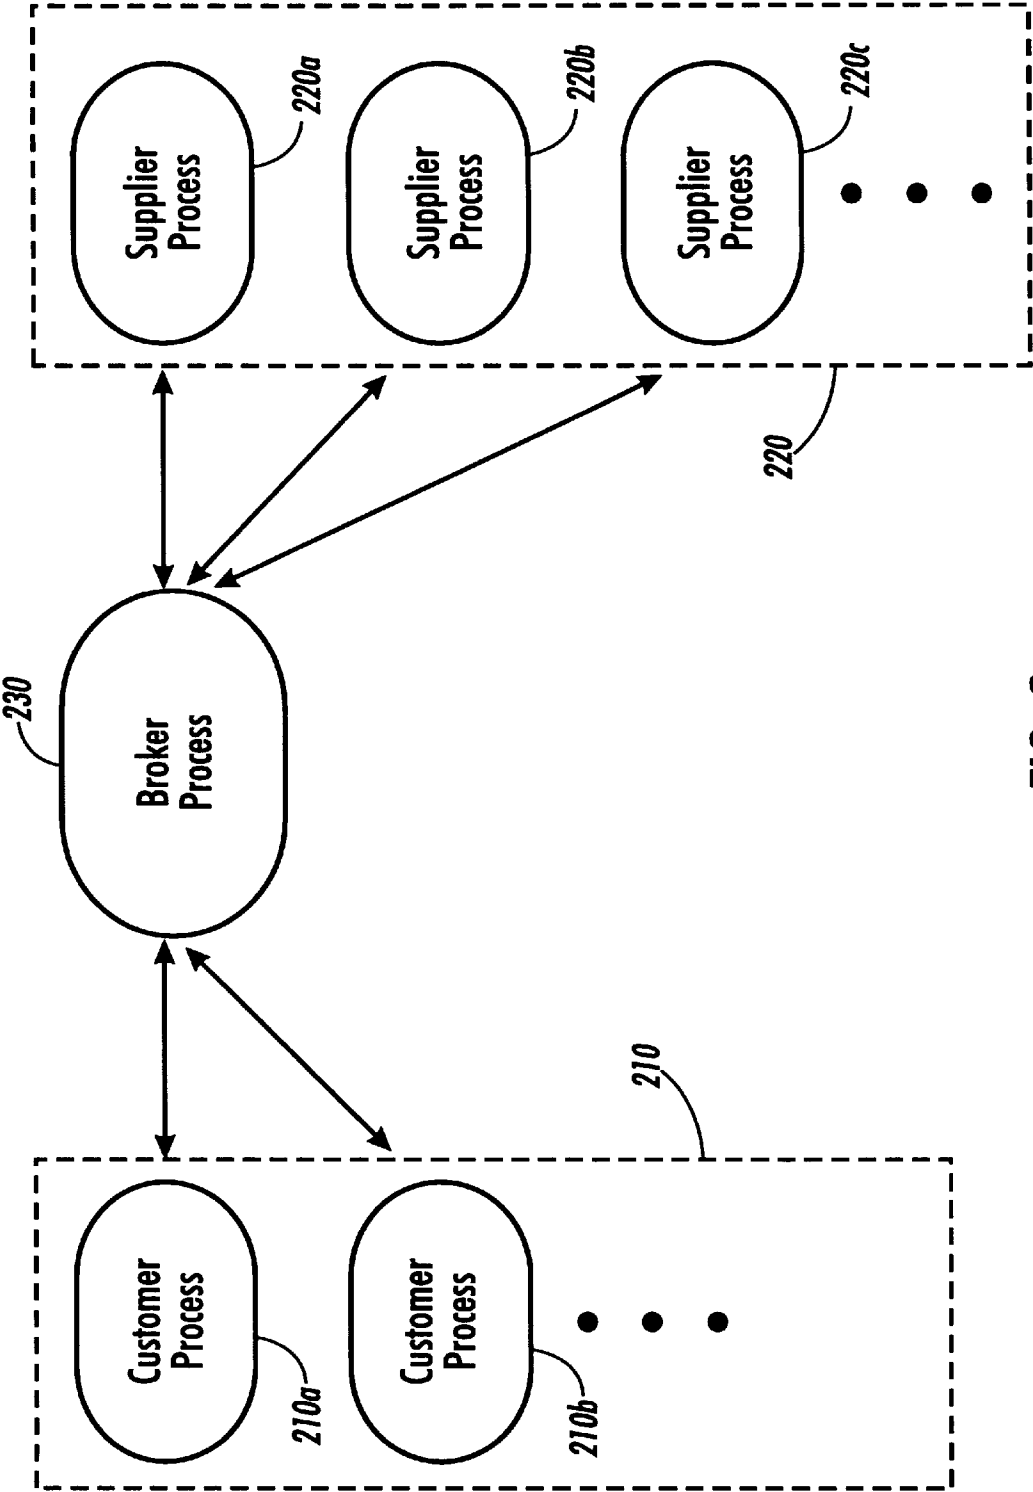 230
Customer
Process
210a
Customer
Process
210b
210
Broker
Process
Supplier
Process
220a
Supplier
Process
220b
Supplier
Process
220c
220